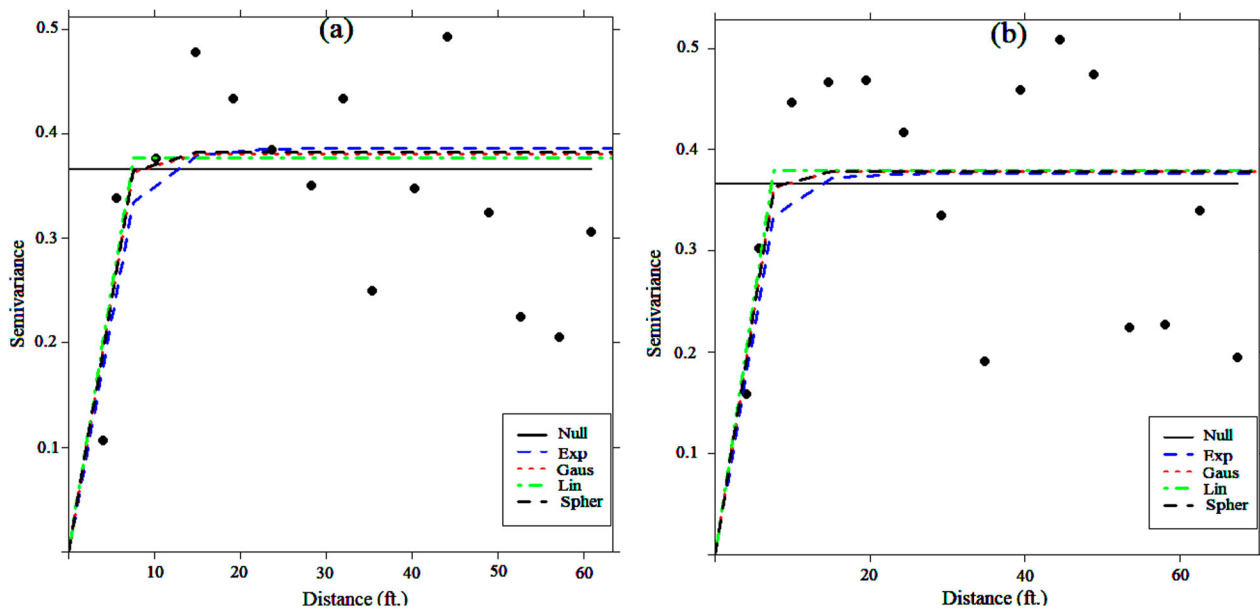 (a)
0.5
0.4
0.3
0.2
0.1
Semivariance
10
20
30
40
50
60
Distance (ft.)
Null
Exp
Gaus
Lin
Spher
(b)
0.5
0.4
0.3
0.2
0.1
Semivariance
20
40
60
Distance (ft.)
Null
Exp
Gaus
Lin
Spher